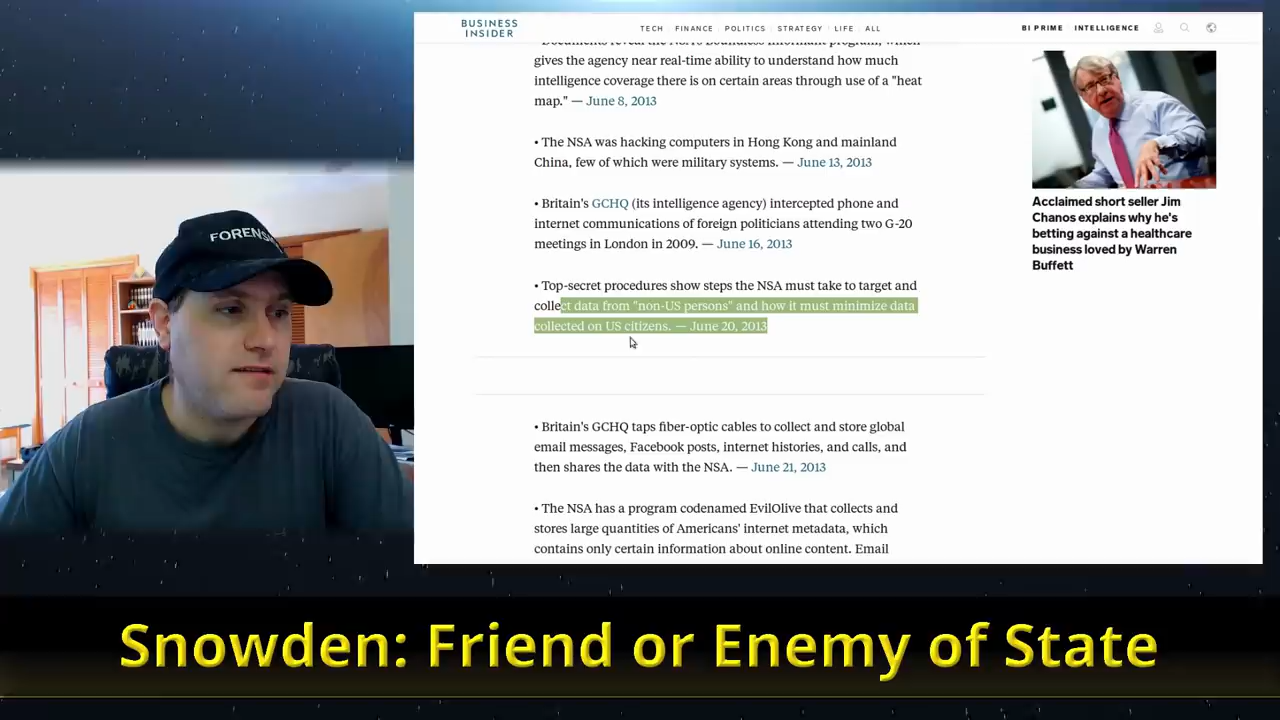 BUSINESS
INSIDER
TECH FINANCE POLITICS STRATEGY LIFE ALL
BI PRIME INTELLIGENCE
• Documents reveal the NSA's Boundless Informant program, which
gives the agency near real-time ability to understand how much
intelligence coverage there is on certain areas through use of a "heat
map." — June 8, 2013
• The NSA was hacking computers in Hong Kong and mainland
China, few of which were military systems. — June 13, 2013
• Britain's GCHQ (its intelligence agency) intercepted phone and
internet communications of foreign politicians attending two G-20
meetings in London in 2009. — June 16, 2013
• Top-secret procedures show steps the NSA must take to target and
collect data from "non-US persons" and how it must minimize data
collected on US citizens. — June 20, 2013
• Britain's GCHQ taps fiber-optic cables to collect and store global
email messages, Facebook posts, internet histories, and calls, and
then shares the data with the NSA. — June 21, 2013
• The NSA has a program codenamed EvilOlive that collects and
stores large quantities of Americans' internet metadata, which
contains only certain information about online content. Email
Acclaimed short seller Jim
Chanos explains why he's
betting against a healthcare
business loved by Warren
Buffett
Snowden: Friend or Enemy of State